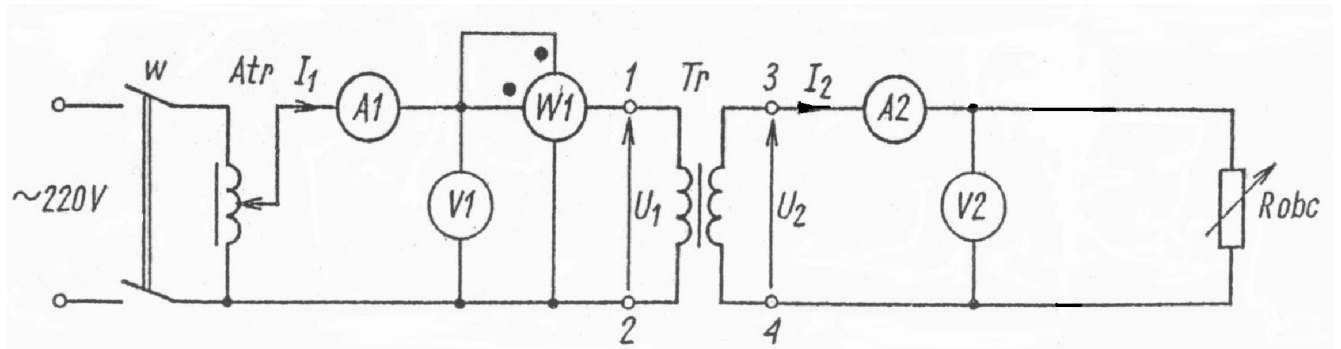 w
Atr
I₁
A1
W1
1
Tr
3
I₂
A2
~220V
V1
U₁
U₂
V2
Robc
2
4